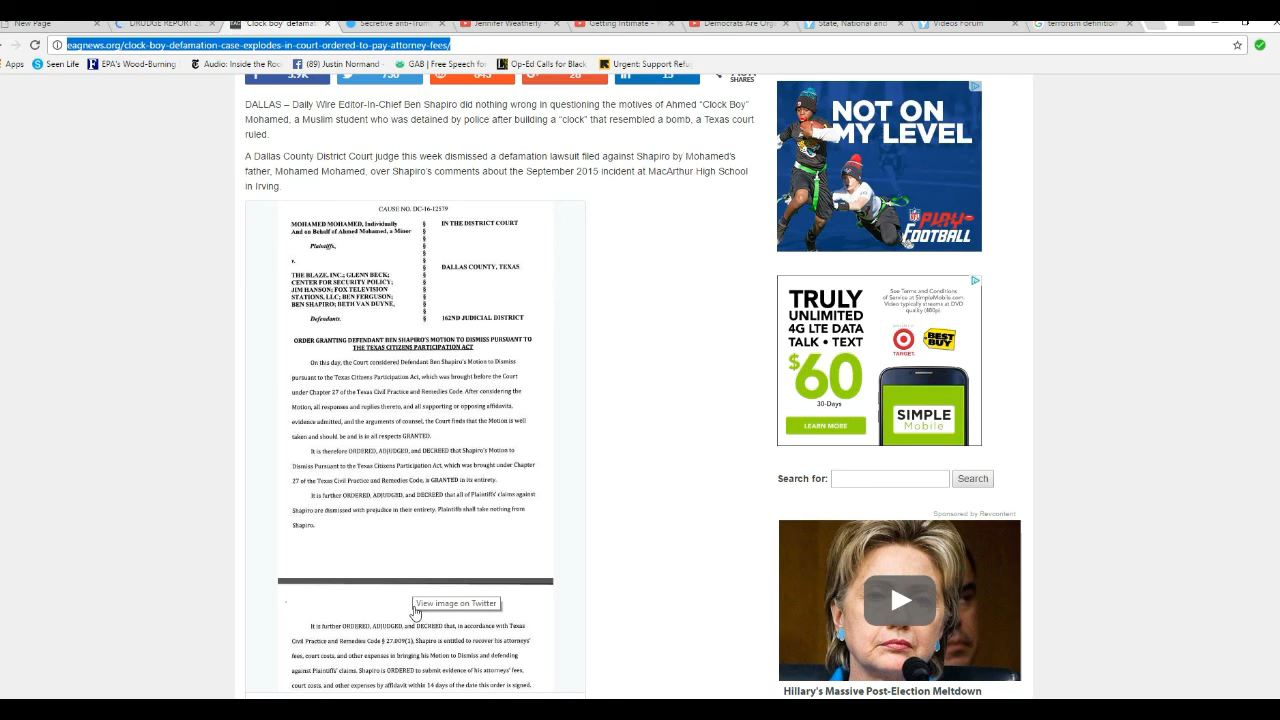 New Page
DRUDGE REPORT 2
'Clock boy' defamat
Secretive anti-Trum
Jennifer Weatherly -
Getting Intimate -
Democrats Are Org
State, National and
Videos Forum
terrorism definition
eagnews.org/clock-boy-defamation-case-explodes-in-court-ordered-to-pay-attorney-fees/
Apps
Seen Life
EPA's Wood-Burning
Audio: Inside the Roo
(89) Justin Normand
GAB | Free Speech fo
Op-Ed Calls for Black
Urgent: Support Refu
SHARES
DALLAS – Daily Wire Editor-In-Chief Ben Shapiro did nothing wrong in questioning the motives of Ahmed “Clock Boy”
Mohamed, a Muslim student who was detained by police after building a “clock” that resembled a bomb, a Texas court
ruled.
A Dallas County District Court judge this week dismissed a defamation lawsuit filed against Shapiro by Mohamed's
father, Mohamed Mohamed, over Shapiro's comments about the September 2015 incident at MacArthur High School
in Irving.
CAUSE NO. DC-16-12579
MOHAMED MOHAMED, Individually
And on Behalf of Ahmed Mohamed, a Minor
Plaintiffs,
v.
THE BLAZE, INC.; GLENN BECK;
CENTER FOR SECURITY POLICY;
JIM HANSON; FOX TELEVISION
STATIONS, LLC; BEN FERGUSON;
BEN SHAPIRO; BETH VAN DUYNE,
Defendants.
§
§
§
§
§
§
§
§
§
§
§
§
§
IN THE DISTRICT COURT
DALLAS COUNTY, TEXAS
162ND JUDICIAL DISTRICT
ORDER GRANTING DEFENDANT BEN SHAPIRO'S MOTION TO DISMISS PURSUANT TO
THE TEXAS CITIZENS PARTICIPATION ACT
On this day, the Court considered Defendant Ben Shapiro's Motion to Dismiss
pursuant to the Texas Citizens Participation Act, which was brought before the Court
under Chapter 27 of the Texas Civil Practice and Remedies Code. After considering the
Motion, all responses and replies thereto, and all supporting or opposing affidavits,
evidence admitted, and the arguments of counsel, the Court finds that the Motion is well
taken and should be and is in all respects GRANTED.
It is therefore ORDERED, ADJUDGED, and DECREED that Shapiro's Motion to
Dismiss Pursuant to the Texas Citizens Participation Act, which was brought under Chapter
27 of the Texas Civil Practice and Remedies Code, is GRANTED in its entirety.
It is further ORDERED, ADJUDGED, and DECREED that all of Plaintiffs' claims against
Shapiro are dismissed with prejudice in their entirety. Plaintiffs shall take nothing from
Shapiro.
View image on Twitter
It is further ORDERED, ADJUDGED, and DECREED that, in accordance with Texas
Civil Practice and Remedies Code § 27.009(1), Shapiro is entitled to recover his attorneys'
fees, court costs, and other expenses in bringing his Motion to Dismiss and defending
against Plaintiffs' claims. Shapiro is ORDERED to submit evidence of his attorneys' fees,
court costs, and other expenses by affidavit within 14 days of the date this order is signed.
NOT ON
MY LEVEL
NFL
PLAY
FOOTBALL
TRULY
UNLIMITED
4G LTE DATA
TALK • TEXT
$60
30-Days
LEARN MORE
See Terms and Conditions
of Service at SimpleMobile.com.
Video typically streams at DVD
quality (480p)
TARGET
BEST
BUY
SIMPLE
Mobile
Search for:
Search
Sponsored by Revcontent
Hillary's Massive Post-Election Meltdown